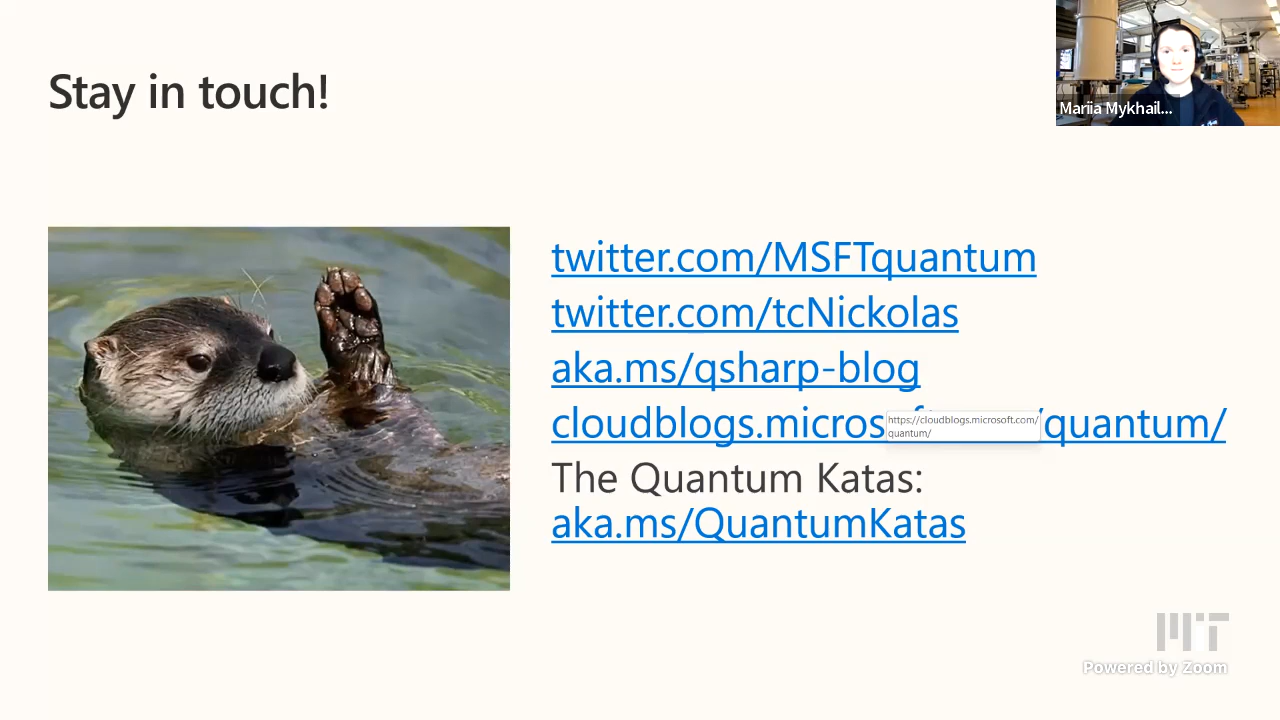 Stay in touch!
Mariia Mykhail...
twitter.com/MSFTquantum
twitter.com/tcNickolas
aka.ms/qsharp-blog
cloudblogs.micros /quantum/
https://cloudblogs.microsoft.com/
quantum/
The Quantum Katas:
aka.ms/QuantumKatas
MIT
Powered by Zoom